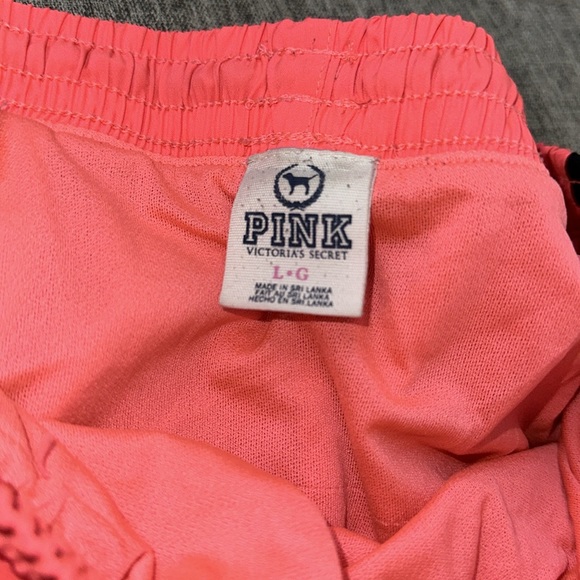 PINK
VICTORIA'S SECRET
L•G
MADE IN SRI LANKA
FAIT AU SRI LANKA
HECHO EN SRI LANKA